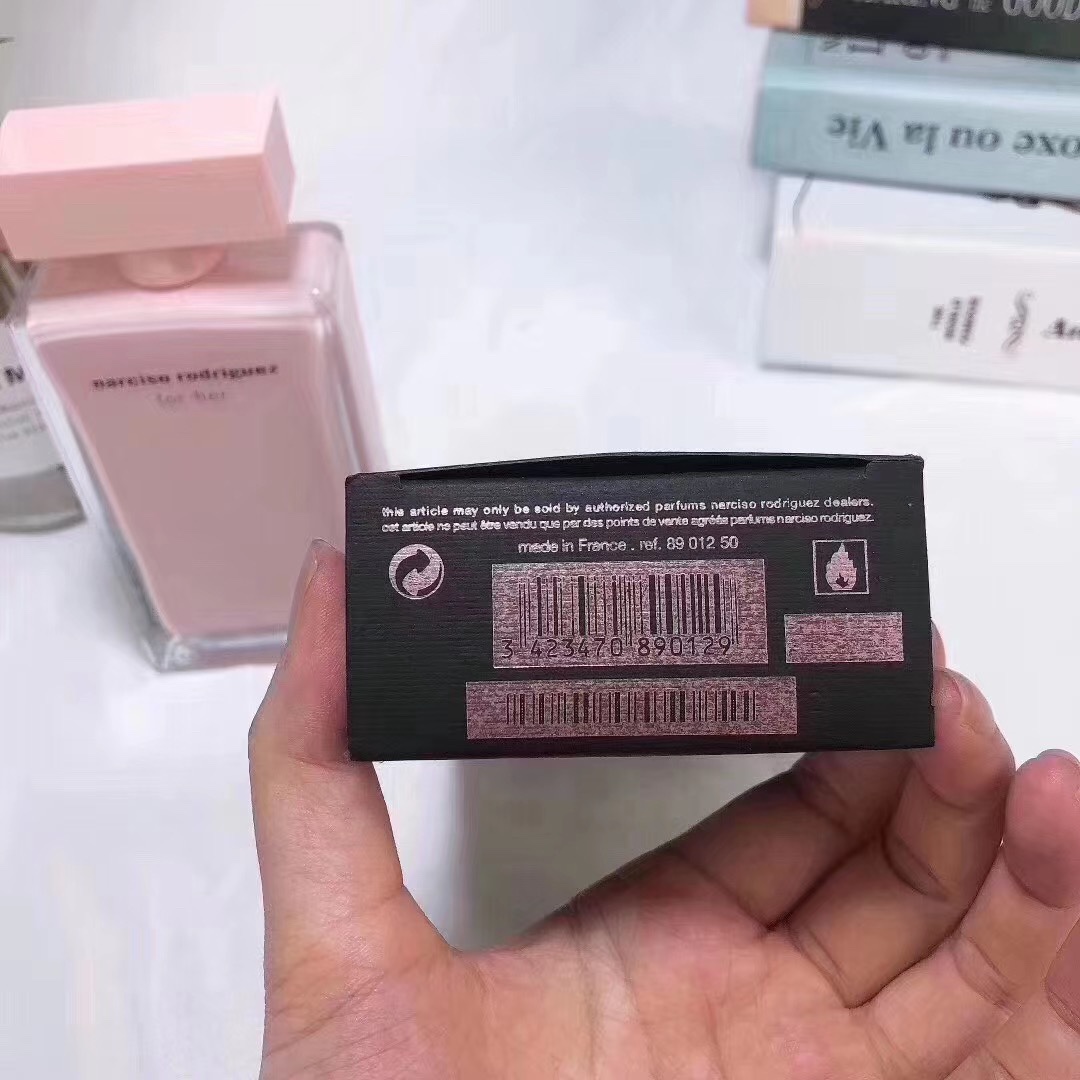 narciso rodriguez
for her
oxe ou la Vie
this article may only be sold by authorized parfums narciso rodriguez dealers.
cet article ne peut être vendu que par des points de vente agréés parfums narciso rodriguez.
made in France . ref. 89 012 50
3 423470 890129